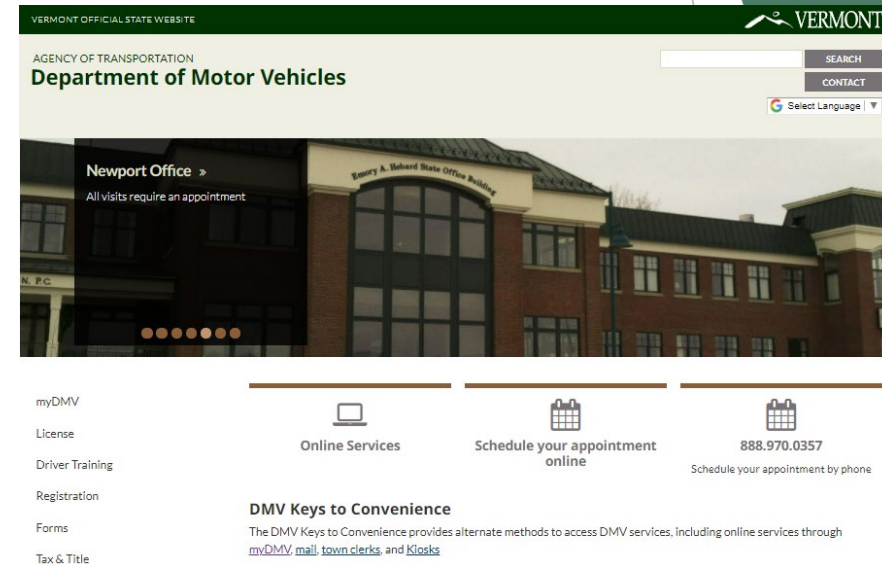 VERMONT OFFICIAL STATE WEBSITE
VERMONT
AGENCY OF TRANSPORTATION
Department of Motor Vehicles
SEARCH
CONTACT
G Select Language ▼
Newport Office »
All visits require an appointment
Emory A. Hebard State Office Building
N, P.C.
myDMV
License
Driver Training
Registration
Forms
Tax & Title
Online Services
Schedule your appointment
online
888.970.0357
Schedule your appointment by phone
DMV Keys to Convenience
The DMV Keys to Convenience provides alternate methods to access DMV services, including online services through
myDMV, mail, town clerks, and Kiosks